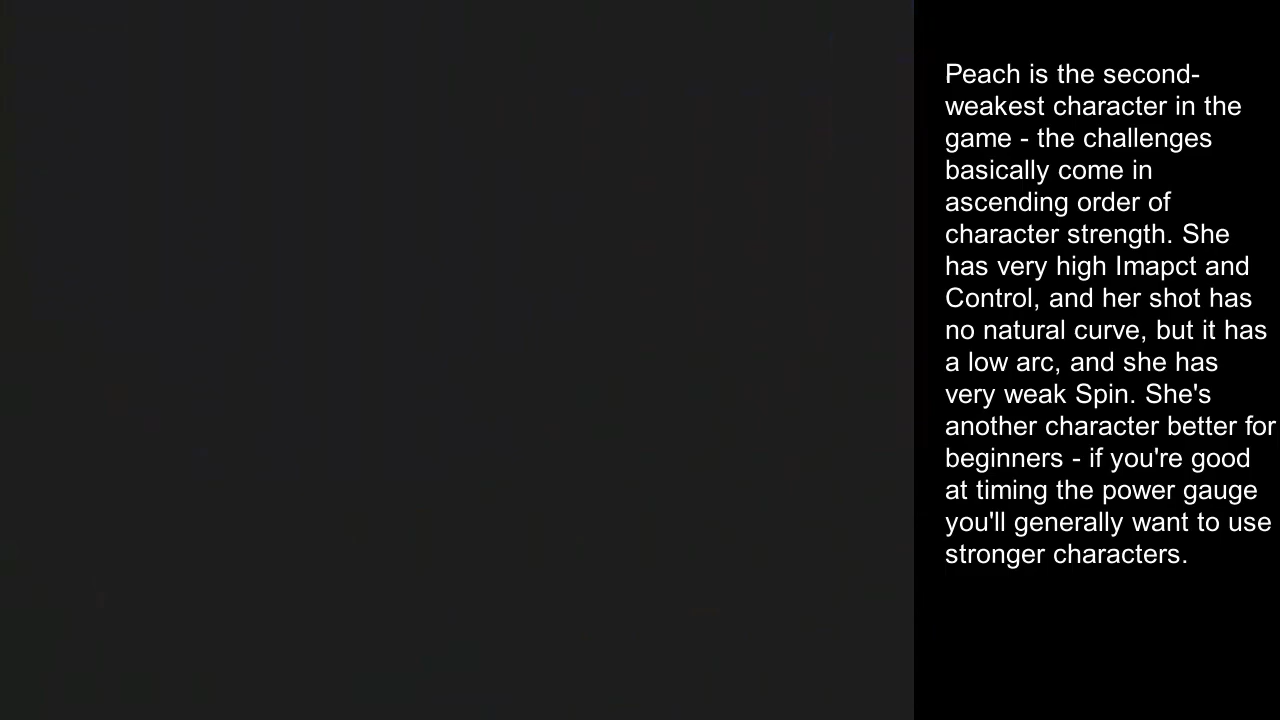 Peach is the second-
weakest character in the
game - the challenges
basically come in
ascending order of
character strength. She
has very high Imapct and
Control, and her shot has
no natural curve, but it has
a low arc, and she has
very weak Spin. She's
another character better for
beginners - if you're good
at timing the power gauge
you'll generally want to use
stronger characters.